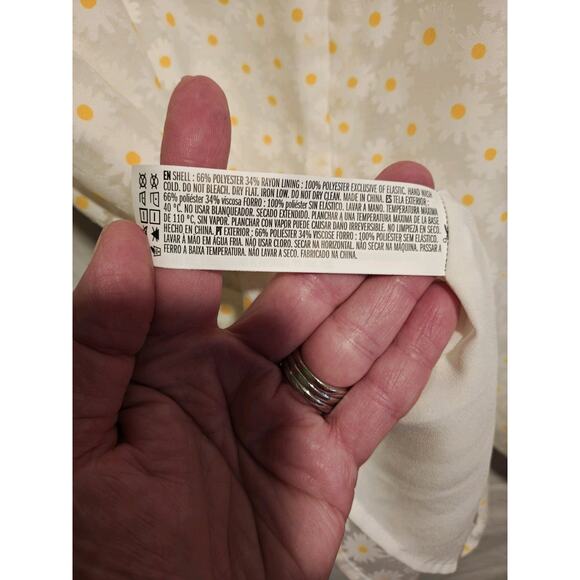 EN SHELL : 66% POLYESTER 34% RAYON LINING : 100% POLYESTER EXCLUSIVE OF ELASTIC. HAND WASH
COLD. DO NOT BLEACH. DRY FLAT. IRON LOW. DO NOT DRY CLEAN. MADE IN CHINA. ES TELA EXTERIOR :
66% poliéster 34% viscosa FORRO : 100% poliéster SIN ELASTICO. LAVAR A MANO. TEMPERATURA MAXIMA
40 °C. NO USAR BLANQUEADOR. SECADO EXTENDIDO. PLANCHAR A UNA TEMPERATURA MAXIMA DE LA BASE
DE 110 °C, SIN VAPOR. PLANCHAR CON VAPOR PUEDE CAUSAR DAÑO IRREVERSIBLE. NO LIMPIEZA EN SECO.
HECHO EN CHINA. PT EXTERIOR : 66% POLIÉSTER 34% VISCOSE FORRO : 100% POLIÉSTER SEM ELÁSTICO.
LAVAR À MÃO EM ÁGUA FRIA. NÃO USAR CLORO. SECAR NA HORIZONTAL. NÃO SECAR NA MÁQUINA. PASSAR A
FERRO A BAIXA TEMPERATURA. NÃO LAVAR A SECO. FABRICADO NA CHINA.